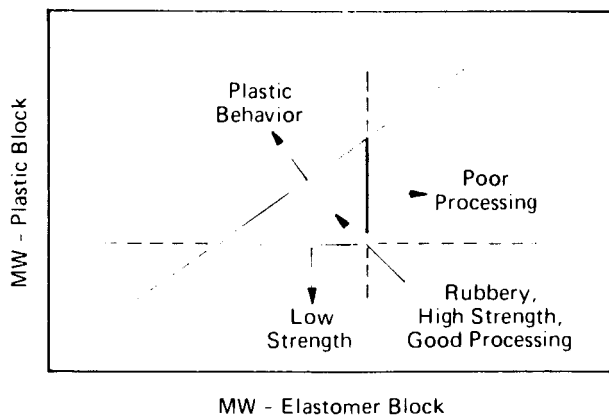 Plastic
Behavior
MW - Plastic Block
Poor
Processing
Low
Strength
Rubbery,
High Strength,
Good Processing
MW - Elastomer Block